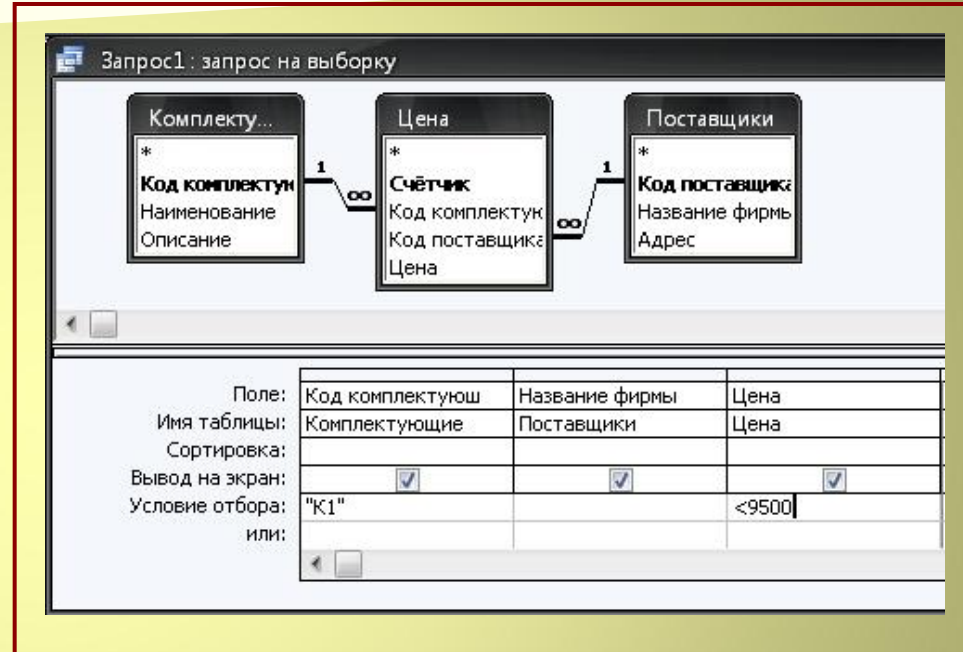 Запрос1 : запрос на выборку
Комплекту... Цена Поставщики
* * *
Код комплектую 1 ∞ Счётчик 1 Код поставщика
Наименование Код комплектую ∞ Название фирмы
Описание Код поставщика Адрес
Цена
Поле: Код комплектующ Название фирмы Цена
Имя таблицы: Комплектующие Поставщики Цена
Сортировка:
Вывод на экран:
Условие отбора: "К1" <9500
или: